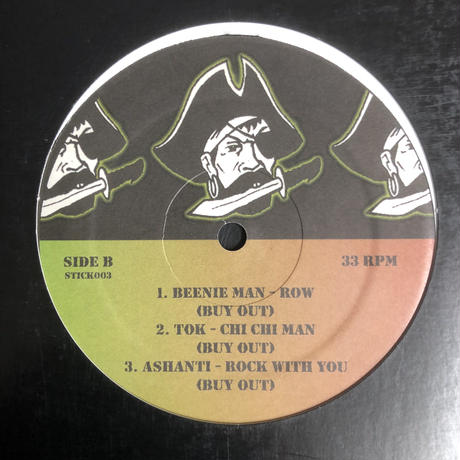 SIDE B
STICK003
33 RPM
1. BEENIE MAN - ROW
(BUY OUT)
2. TOK - CHI CHI MAN
(BUY OUT)
3. ASHANTI - ROCK WITH YOU
(BUY OUT)